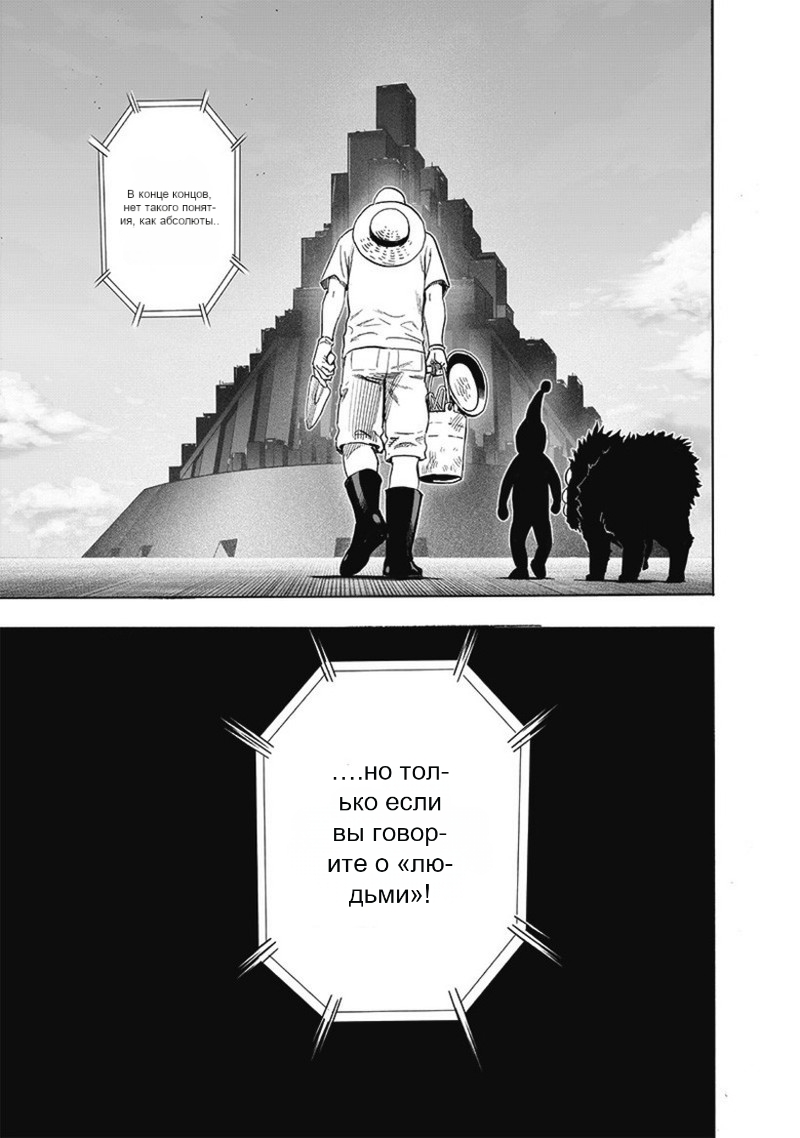 В конце концов,
нет такого понят-
ия, как абсолюты..
....но тол-
ько если
вы говор-
ите о «лю-
дьми»!